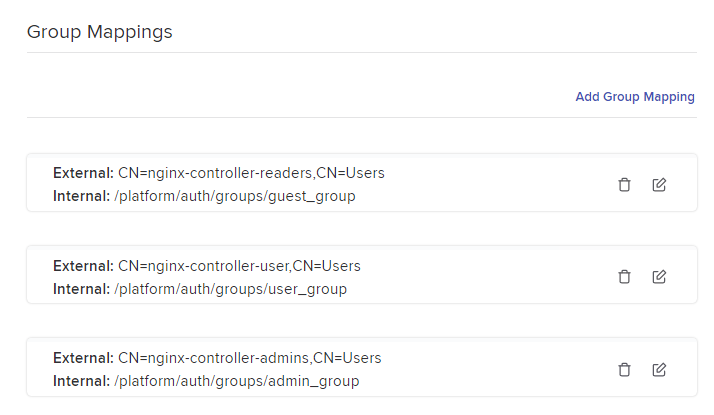 Group Mappings
Add Group Mapping
External: CN=nginx-controller-readers,CN=Users
Internal: /platform/auth/groups/guest_group
External: CN=nginx-controller-user,CN=Users
Internal: /platform/auth/groups/user_group
External: CN=nginx-controller-admins,CN=Users
Internal: /platform/auth/groups/admin_group